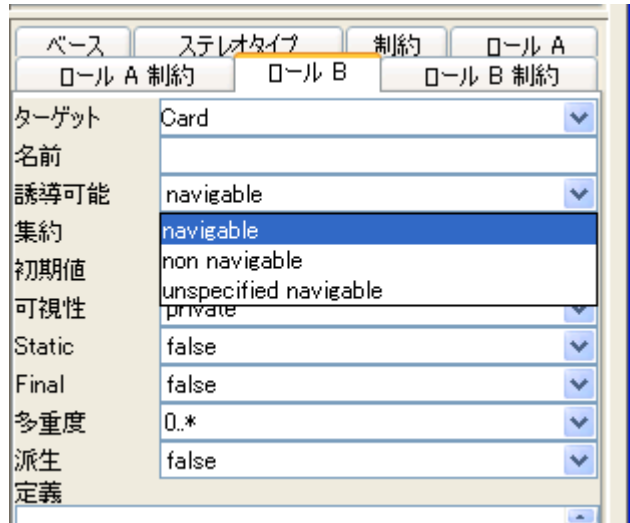 ベース ステレオタイプ 制約 ロール A
ロール A 制約 ロール B ロール B 制約
ターゲット Card
名前
誘導可能 navigable
集約 navigable
初期値 non navigable
unspecified navigable
可視性 private
Static false
Final false
多重度 0..*
派生 false
定義